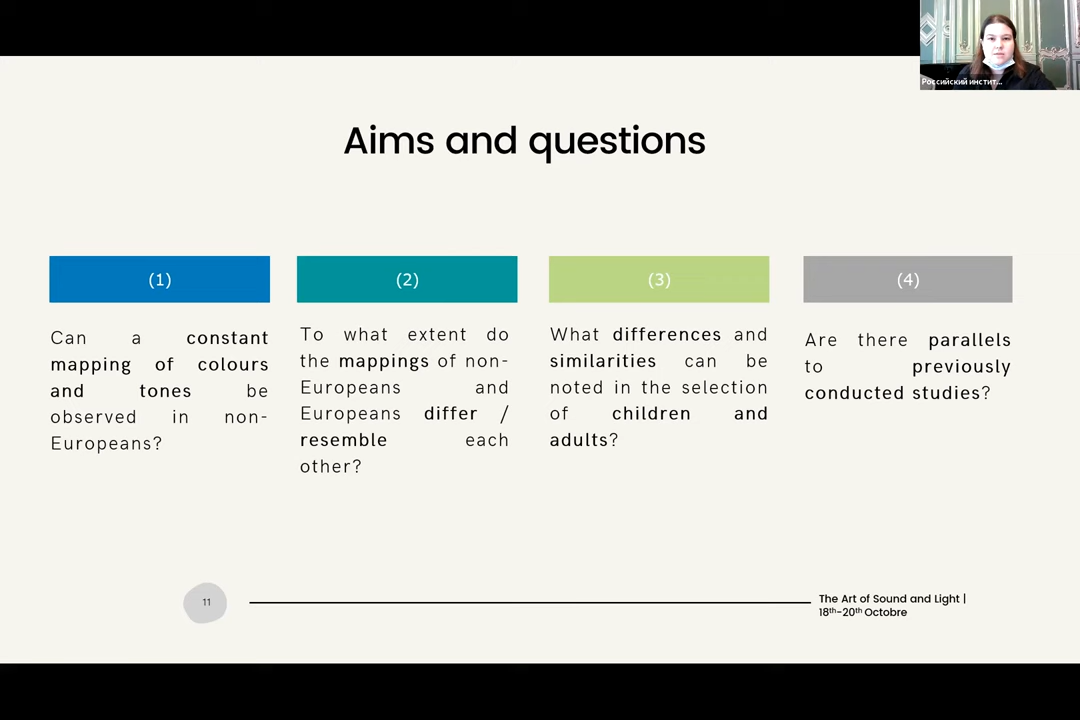 Российский инстит...
Aims and questions
(1)
Can a constant
mapping of colours
and tones be
observed in non-
Europeans?
(2)
To what extent do
the mappings of non-
Europeans and
Europeans differ /
resemble each
other?
(3)
What differences and
similarities can be
noted in the selection
of children and
adults?
(4)
Are there parallels
to previously
conducted studies?
11
The Art of Sound and Light |
18th-20th Octobre